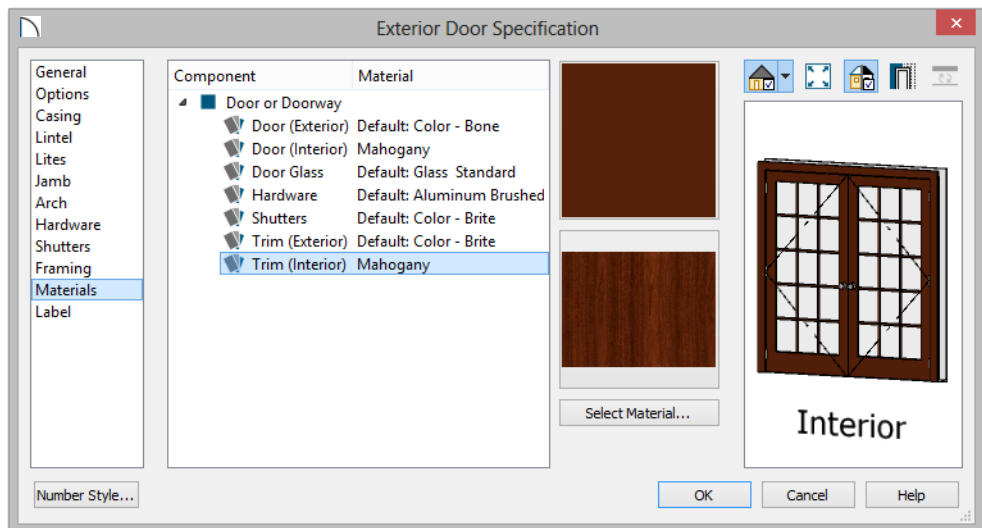 Exterior Door Specification
General
Options
Casing
Lintel
Lites
Jamb
Arch
Hardware
Shutters
Framing
Materials
Label
Component Material
Door or Doorway
Door (Exterior) Default: Color - Bone
Door (Interior) Mahogany
Door Glass Default: Glass Standard
Hardware Default: Aluminum Brushed
Shutters Default: Color - Brite
Trim (Exterior) Default: Color - Brite
Trim (Interior) Mahogany
Select Material...
Interior
Number Style...
OK
Cancel
Help